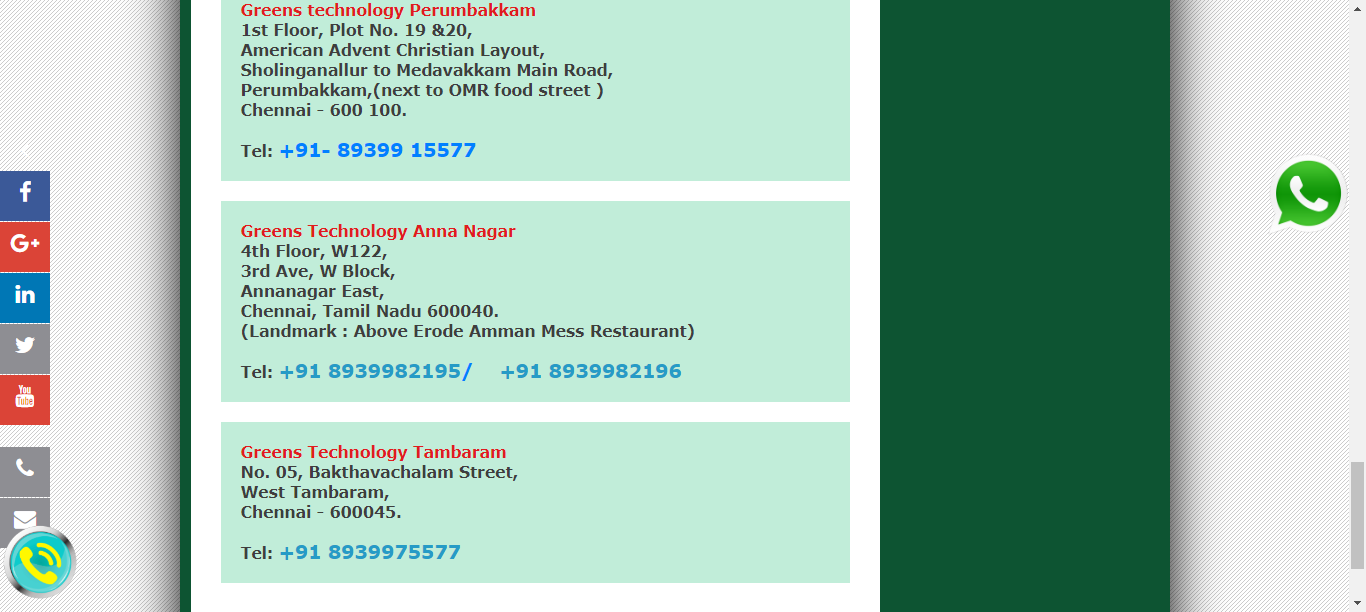 Greens technology Perumbakkam
1st Floor, Plot No. 19 &20,
American Advent Christian Layout,
Sholinganallur to Medavakkam Main Road,
Perumbakkam,(next to OMR food street )
Chennai - 600 100.
Tel: +91- 89399 15577
Greens Technology Anna Nagar
4th Floor, W122,
3rd Ave, W Block,
Annanagar East,
Chennai, Tamil Nadu 600040.
(Landmark : Above Erode Amman Mess Restaurant)
Tel: +91 8939982195/ +91 8939982196
Greens Technology Tambaram
No. 05, Bakthavachalam Street,
West Tambaram,
Chennai - 600045.
Tel: +91 8939975577
f
G+
in
You
Tube